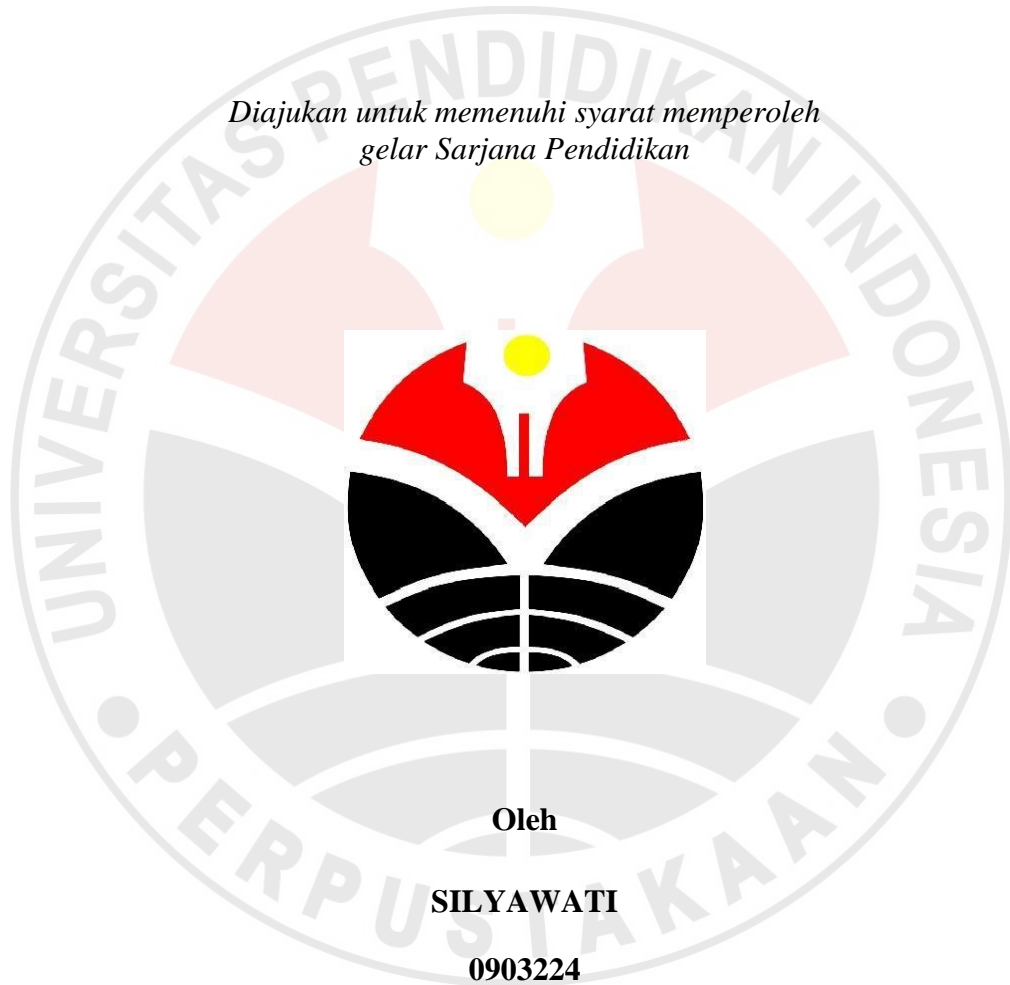 Diajukan untuk memenuhi syarat memperoleh
gelar Sarjana Pendidikan
UNIVERSITAS PENDIDIKAN INDONESIA
PERPUSTAKAAN
Oleh
SILYAWATI
0903224